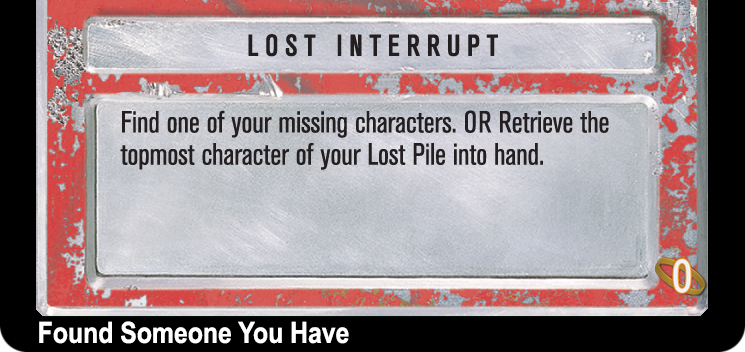 LOST INTERRUPT
Find one of your missing characters. OR Retrieve the
topmost character of your Lost Pile into hand.
0
Found Someone You Have